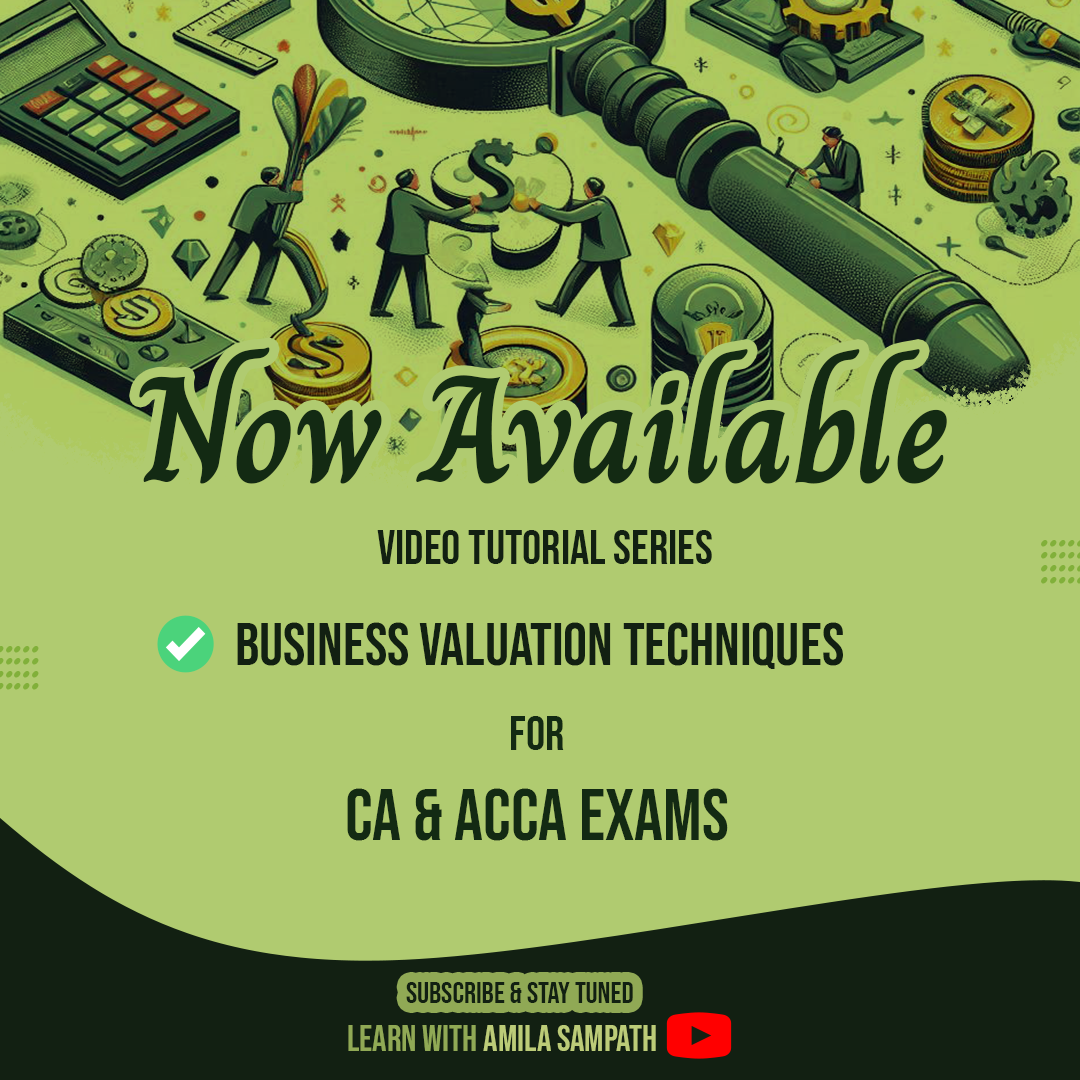 Now Available
VIDEO TUTORIAL SERIES
BUSINESS VALUATION TECHNIQUES
FOR
CA & ACCA EXAMS
SUBSCRIBE & STAY TUNED
LEARN WITH AMILA SAMPATH